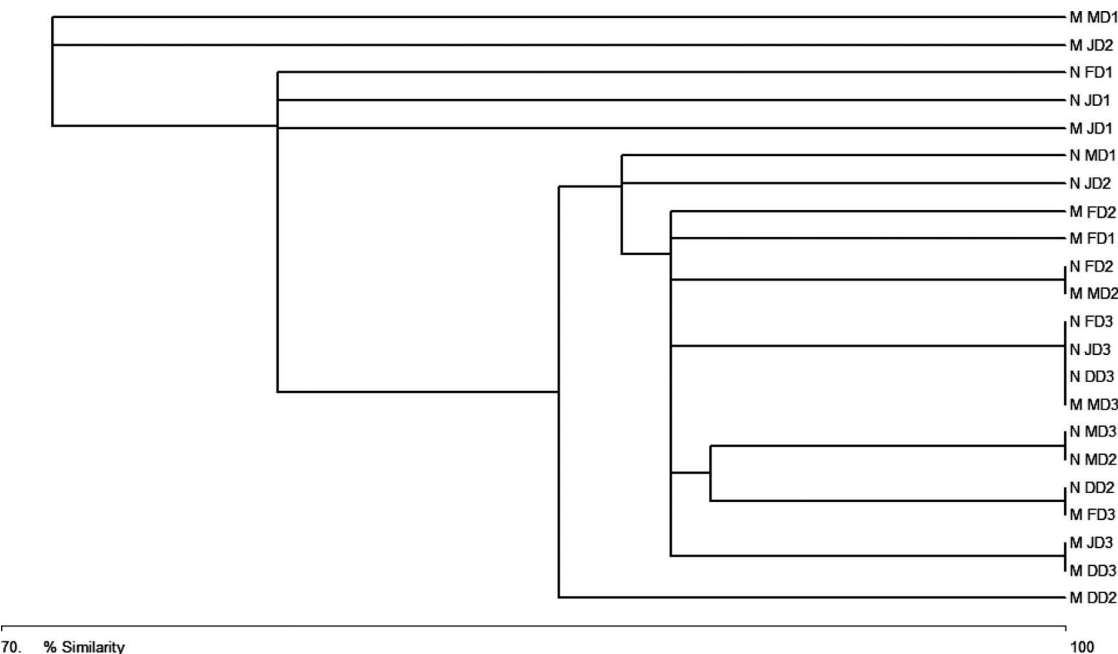 M MD1
M JD2
N FD1
N JD1
M JD1
N MD1
N JD2
M FD2
M FD1
N FD2
M MD2
N FD3
N JD3
N DD3
M MD3
N MD3
N MD2
N DD2
M FD3
M JD3
M DD3
M DD2
70. % Similarity 100